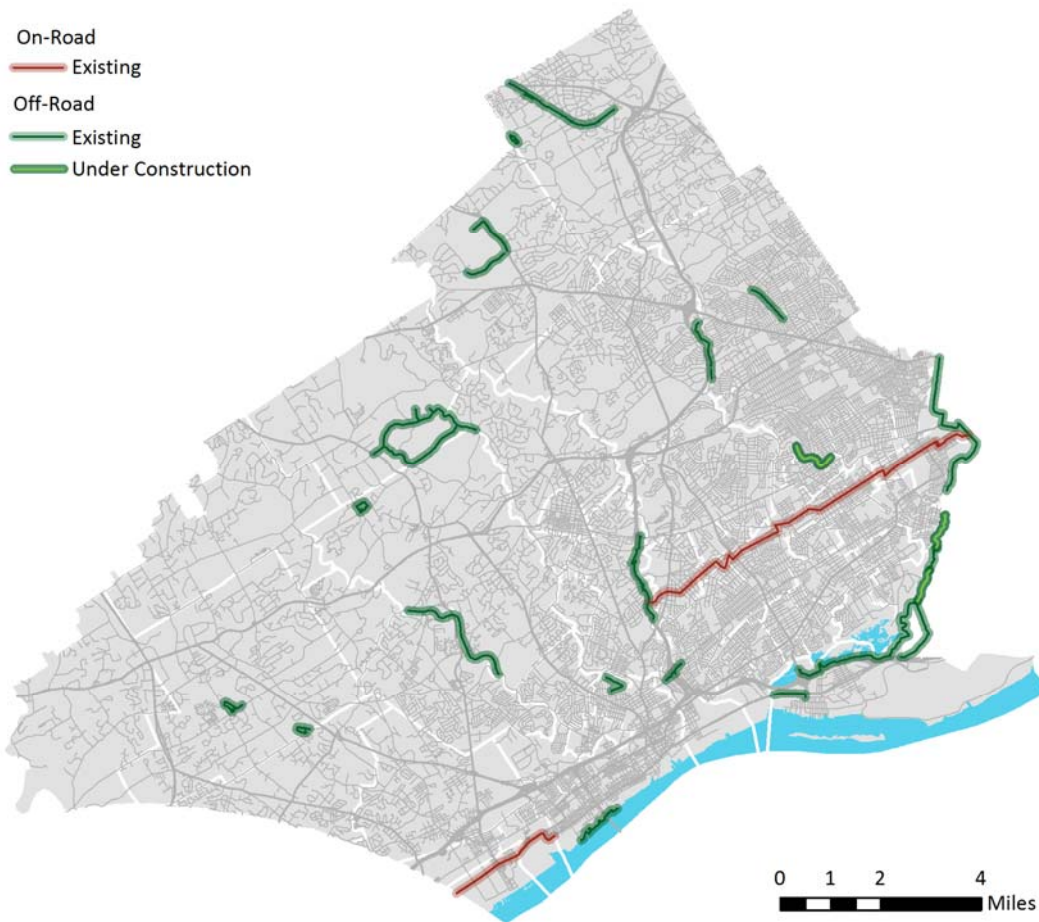 On-Road
Existing
Off-Road
Existing
Under Construction
0 1 2 4
Miles